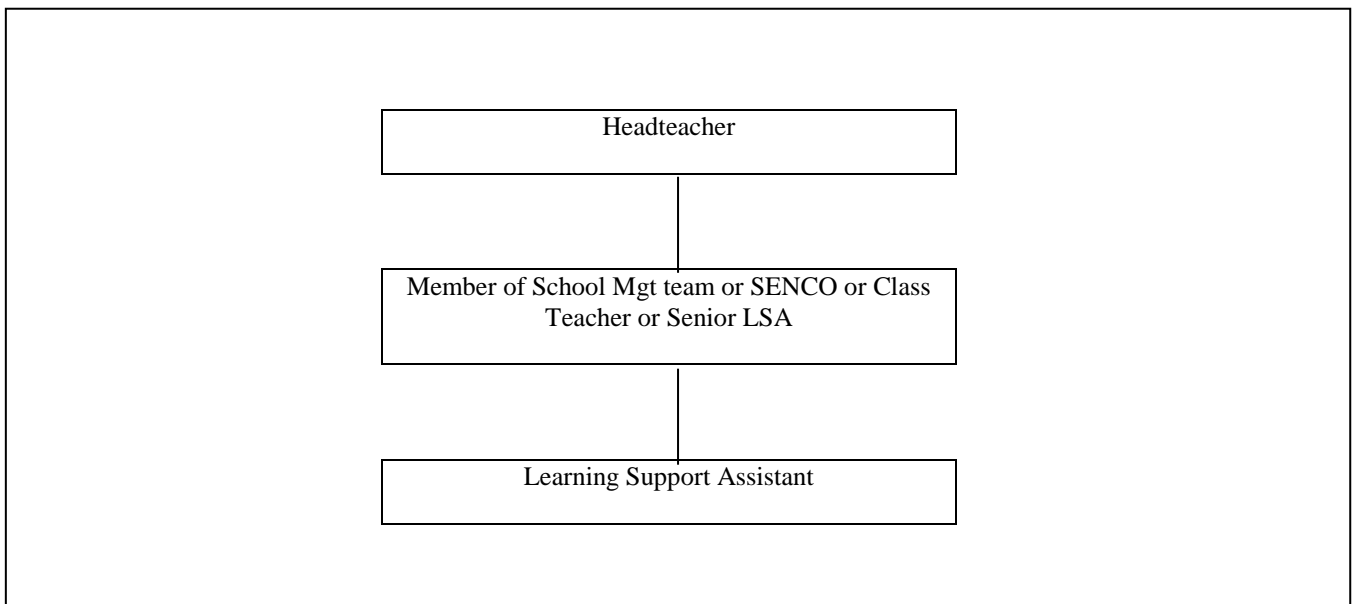 Headteacher
Member of School Mgt team or SENCO or Class
Teacher or Senior LSA
Learning Support Assistant